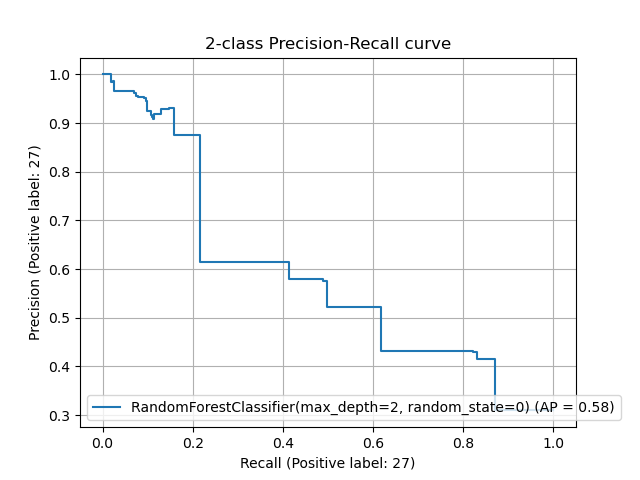 2-class Precision-Recall curve
Precision (Positive label: 27)
1.0
0.9
0.8
0.7
0.6
0.5
0.4
0.3
RandomForestClassifier(max_depth=2, random_state=0) (AP = 0.58)
0.0 0.2 0.4 0.6 0.8 1.0
Recall (Positive label: 27)